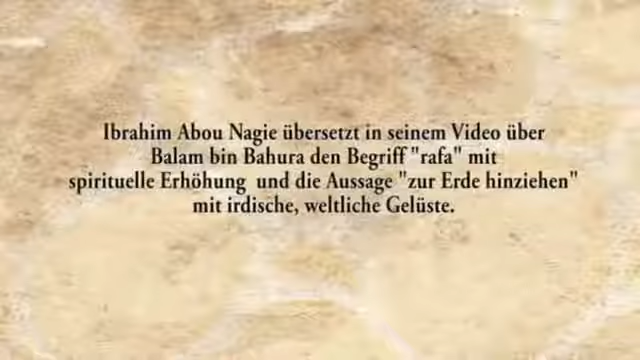 Ibrahim Abou Nagie übersetzt in seinem Video über
Balam bin Bahura den Begriff "rafa" mit
spirituelle Erhöhung und die Aussage "zur Erde hinziehen"
mit irdische, weltliche Gelüste.